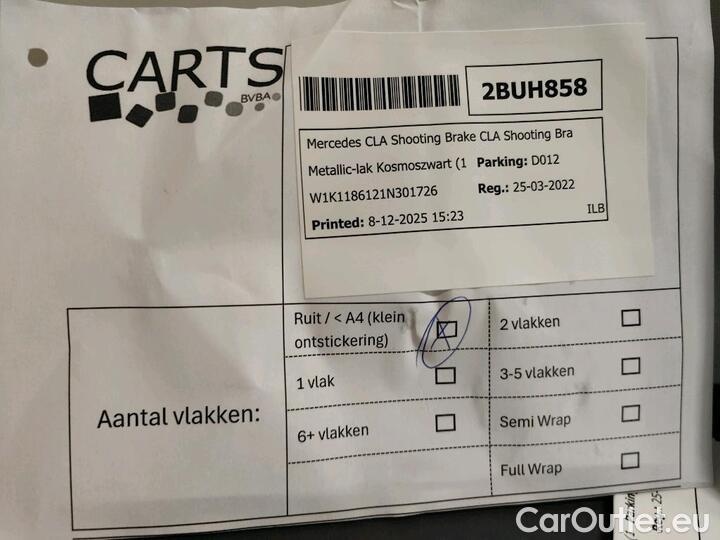 CARTS
BVBA
2BUH858
Mercedes CLA Shooting Brake CLA Shooting Bra
Metallic-lak Kosmoszwart (1 Parking: D012
W1K1186121N301726 Reg.: 25-03-2022
Printed: 8-12-2025 15:23
ILB
Aantal vlakken:
Ruit / < A4 (klein
ontstickering)
2 vlakken
1 vlak
3-5 vlakken
6+ vlakken
Semi Wrap
Full Wrap
CarOutlet.eu